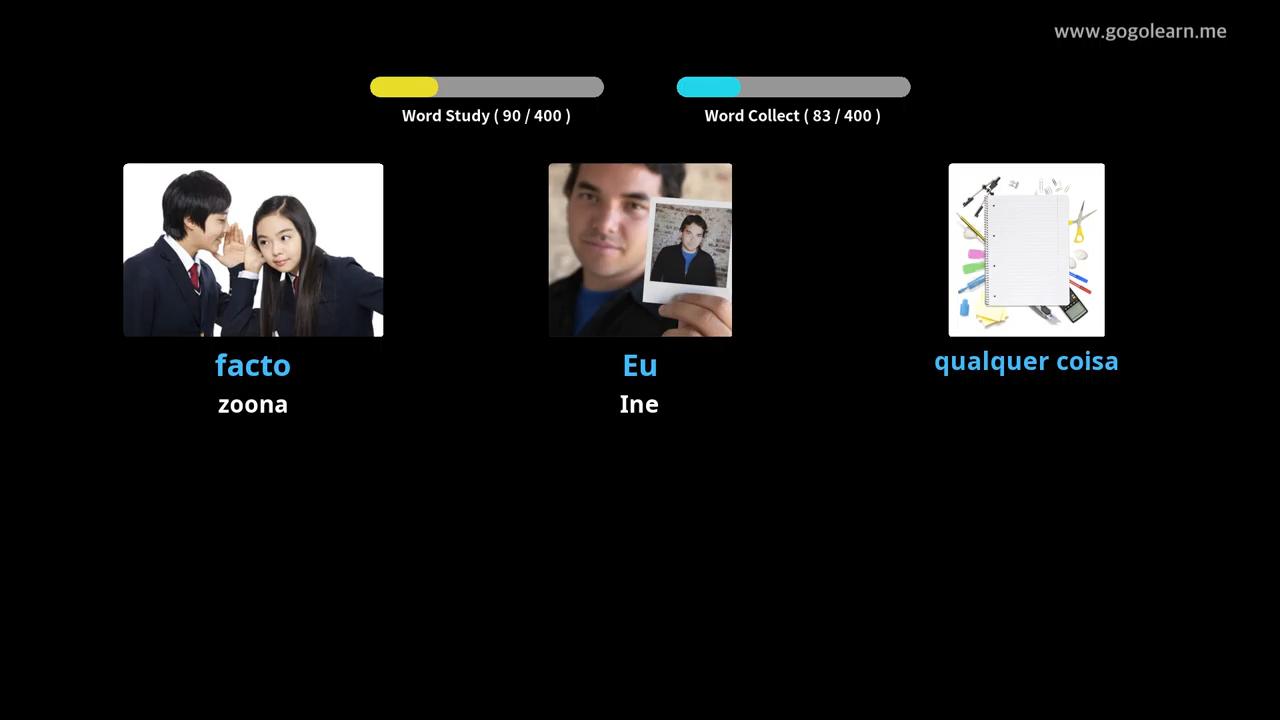 www.gogolearn.me
Word Study ( 90 / 400 )
Word Collect ( 83 / 400 )
facto
zoona
Eu
Ine
qualquer coisa